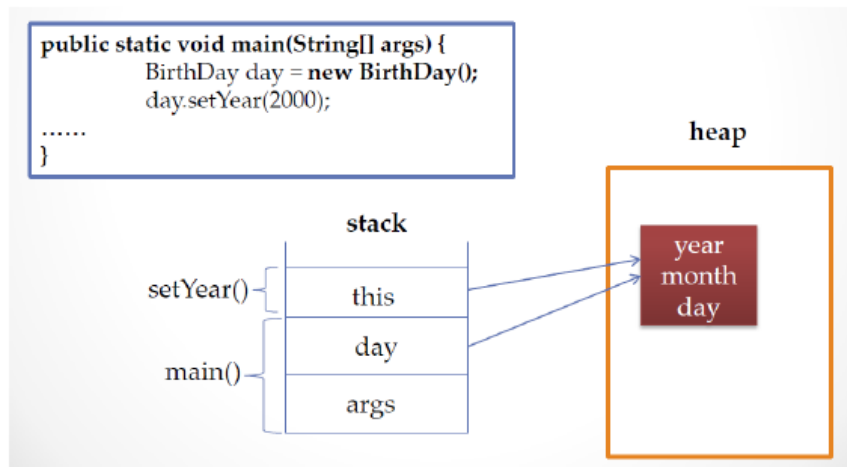 public static void main(String[] args) {
BirthDay day = new BirthDay();
day.setYear(2000);
......
}
heap
stack
year
month
day
setYear()
this
day
main()
args